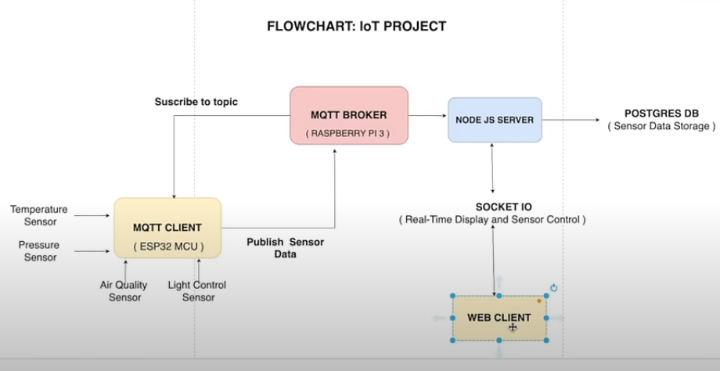 FLOWCHART: IoT PROJECT
Suscribe to topic
MQTT BROKER
( RASPBERRY PI 3 )
NODE JS SERVER
POSTGRES DB
( Sensor Data Storage )
Temperature
Sensor
MQTT CLIENT
( ESP32 MCU )
Pressure
Sensor
Publish Sensor
Data
SOCKET IO
( Real-Time Display and Sensor Control )
Air Quality
Sensor
Light Control
Sensor
WEB CLIENT